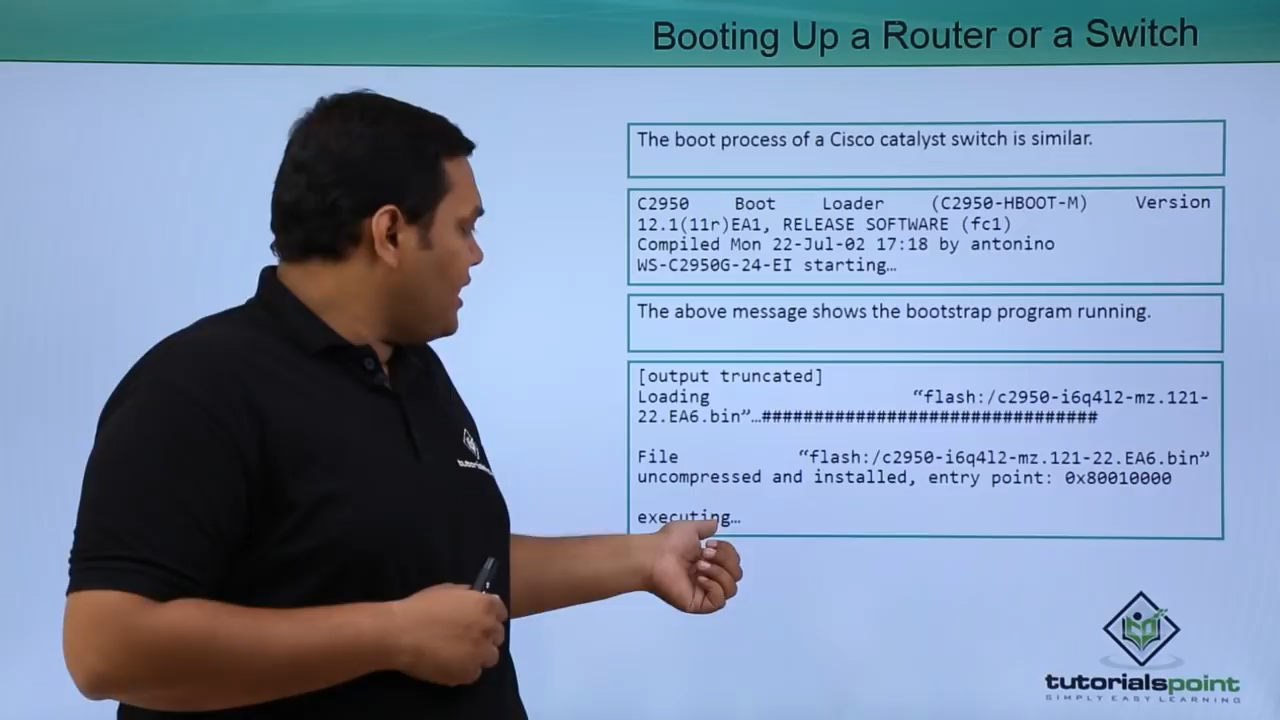 Booting Up a Router or a Switch
The boot process of a Cisco catalyst switch is similar.
C2950 Boot Loader (C2950-HBOOT-M) Version
12.1(11r)EA1, RELEASE SOFTWARE (fc1)
Compiled Mon 22-Jul-02 17:18 by antonino
WS-C2950G-24-EI starting…
The above message shows the bootstrap program running.
[output truncated]
Loading “flash:/c2950-i6q4l2-mz.121-
22.EA6.bin”…################################
File “flash:/c2950-i6q4l2-mz.121-22.EA6.bin”
uncompressed and installed, entry point: 0x80010000
executing…
tutorialspoint
SIMPLY EASY LEARNING